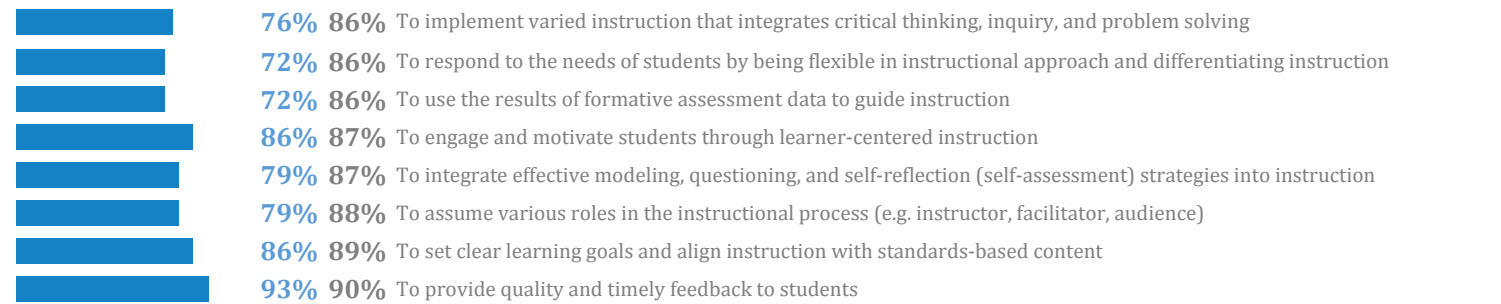 76% 86% To implement varied instruction that integrates critical thinking, inquiry, and problem solving
72% 86% To respond to the needs of students by being flexible in instructional approach and differentiating instruction
72% 86% To use the results of formative assessment data to guide instruction
86% 87% To engage and motivate students through learner-centered instruction
79% 87% To integrate effective modeling, questioning, and self-reflection (self-assessment) strategies into instruction
79% 88% To assume various roles in the instructional process (e.g. instructor, facilitator, audience)
86% 89% To set clear learning goals and align instruction with standards-based content
93% 90% To provide quality and timely feedback to students